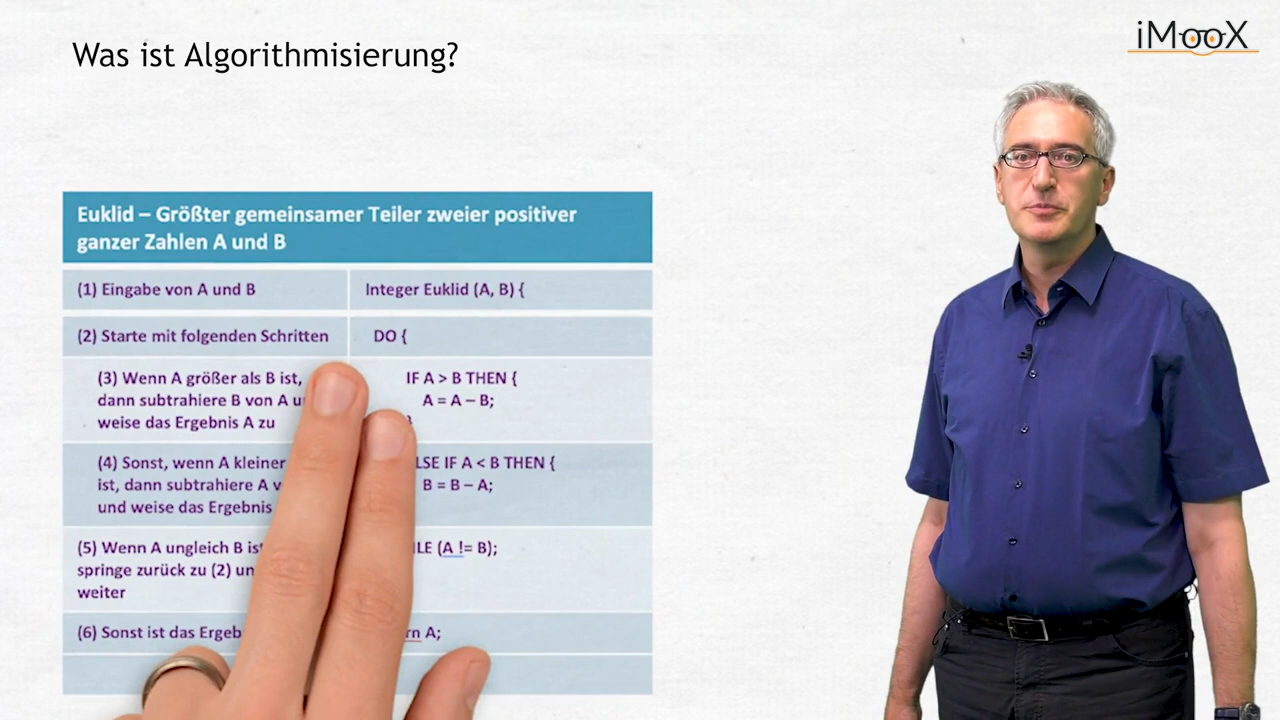 Was ist Algorithmisierung?
iMooX
Euklid – Größter gemeinsamer Teiler zweier positiver
ganzer Zahlen A und B
(1) Eingabe von A und B
Integer Euklid (A, B) {
(2) Starte mit folgenden Schritten
DO {
(3) Wenn A größer als B ist,
dann subtrahiere B von A
weise das Ergebnis A zu
IF A > B THEN {
A = A – B;
(4) Sonst, wenn A kleiner
ist, dann subtrahiere A
und weise das Ergebnis
IF A < B THEN {
B = B – A;
(5) Wenn A ungleich B
springe zurück zu (2)
weiter
(A != B);
(6) Sonst ist das
A;